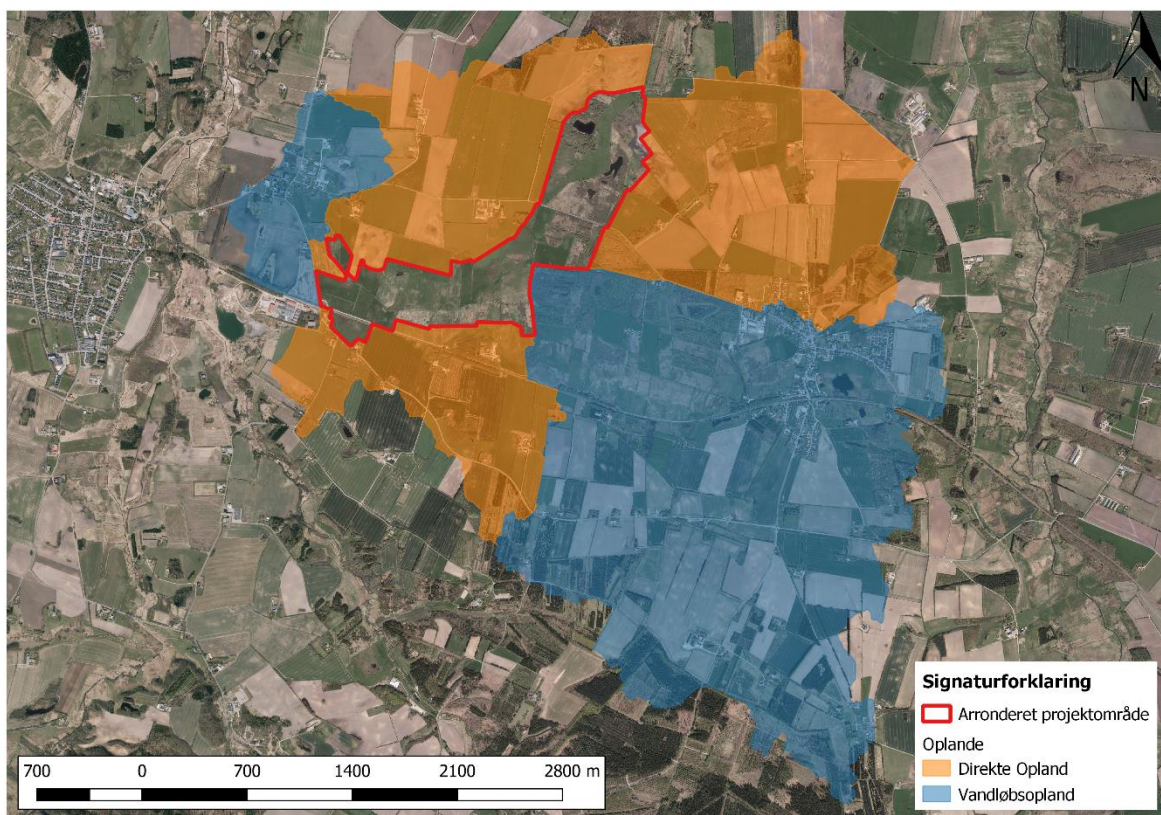 N
Signaturforklaring
Arronderet projektområde
Oplande
Direkte Opland
Vandløbsopland
700 0 700 1400 2100 2800 m